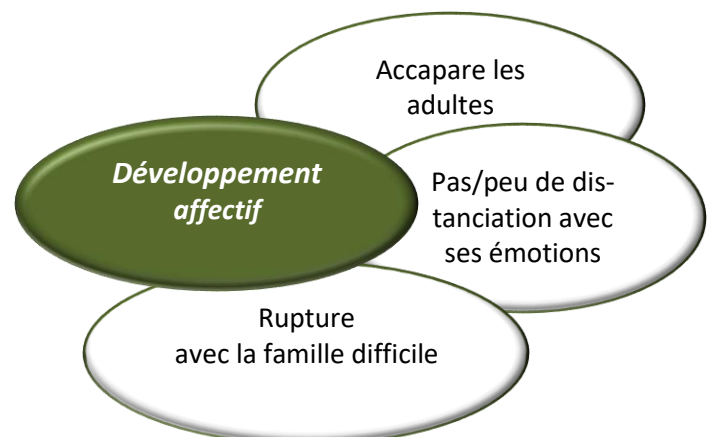 Accapare les
adultes
Développement
affectif
Pas/peu de dis-
tanciation avec
ses émotions
Rupture
avec la famille difficile